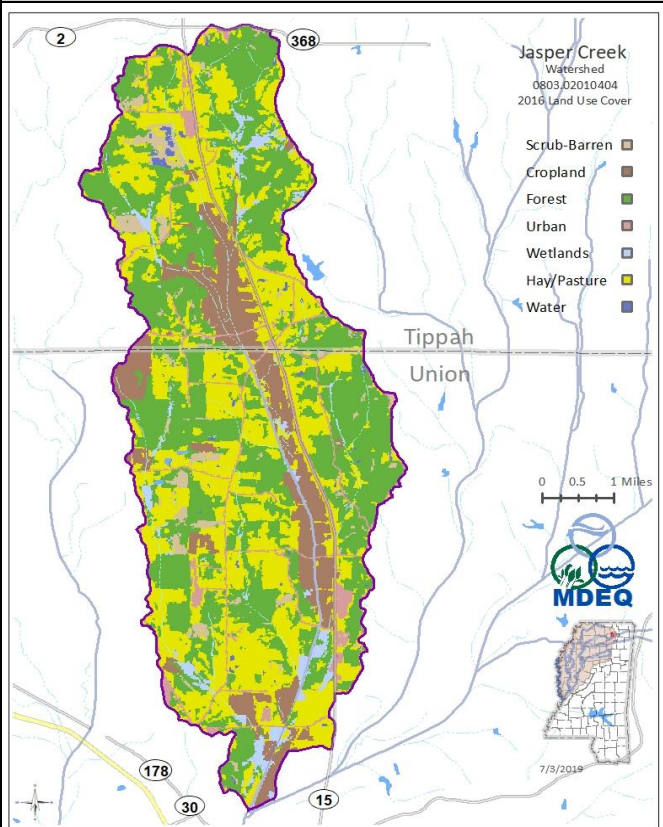 2
368
Jasper Creek
Watershed
0803.02010404
2016 Land Use Cover
Scrub-Barren
Cropland
Forest
Urban
Wetlands
Hay/Pasture
Water
Tippah
Union
0 0.5 1 Miles
MDEQ
7/3/2019
178
30
15